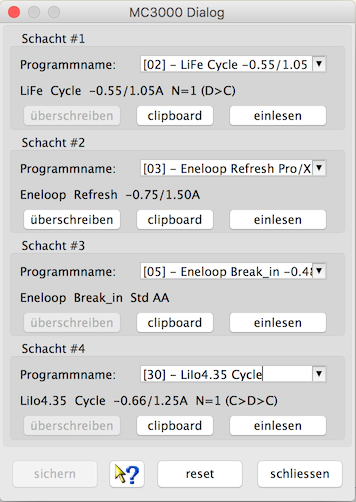 MC3000 Dialog
Schacht #1
Programmname: [02] – LiFe Cycle -0.55/1.05
LiFe Cycle -0.55/1.05A N=1 (D>C)
überschreiben clipboard einlesen
Schacht #2
Programmname: [03] – Eneloop Refresh Pro/X
Eneloop Refresh -0.75/1.50A
überschreiben clipboard einlesen
Schacht #3
Programmname: [05] – Eneloop Break_in -0.48
Eneloop Break_in Std AA
überschreiben clipboard einlesen
Schacht #4
Programmname: [30] – LiIo4.35 Cycle
LiIo4.35 Cycle -0.66/1.25A N=1 (C>D>C)
überschreiben clipboard einlesen
sichern ? reset schliessen